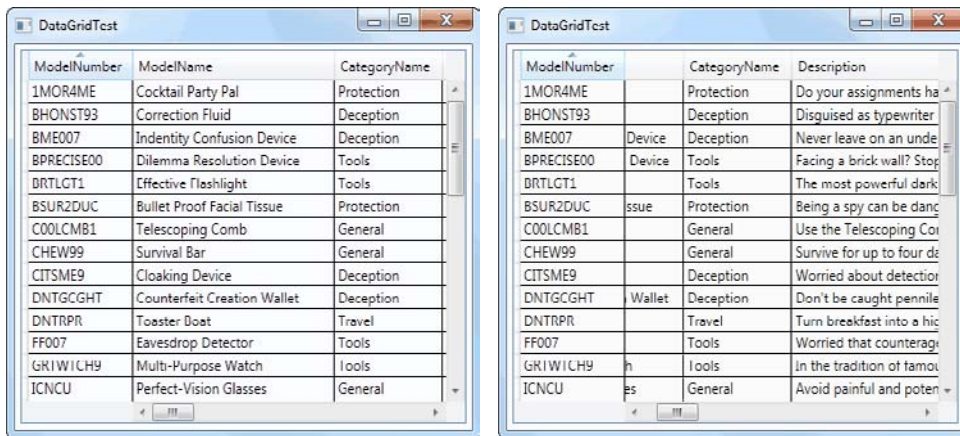 DataGridTest
ModelNumber ModelName CategoryName
1MOR4ME Cocktail Party Pal Protection
BHONST93 Correction Fluid Deception
BME007 Indentity Confusion Device Deception
BPRECISE00 Dilemma Resolution Device Tools
BRTLGT1 Effective Flashlight Tools
BSUR2DUC Bullet Proof Facial Tissue Protection
C00LCMB1 Telescoping Comb General
CHEW99 Survival Bar General
CITSME9 Cloaking Device Deception
DNTGCGHT Counterfeit Creation Wallet Deception
DNTRPR Toaster Boat Travel
FF007 Eavesdrop Detector Tools
GRTWTCH9 Multi-Purpose Watch Tools
ICNCU Perfect-Vision Glasses General
DataGridTest
ModelNumber CategoryName Description
1MOR4ME Protection Do your assignments ha
BHONST93 Deception Disguised as typewriter
BME007 Device Deception Never leave on an unde
BPRECISE00 Device Tools Facing a brick wall? Stop
BRTLGT1 Tools The most powerful dark
BSUR2DUC ssue Protection Being a spy can be dang
C00LCMB1 General Use the Telescoping Cor
CHEW99 General Survive for up to four da
CITSME9 Deception Worried about detection
DNTGCGHT Wallet Deception Don't be caught pennile
DNTRPR Travel Turn breakfast into a hig
FF007 Tools Worried that counterage
GRTWTCH9 h Tools In the tradition of famou
ICNCU es General Avoid painful and poten